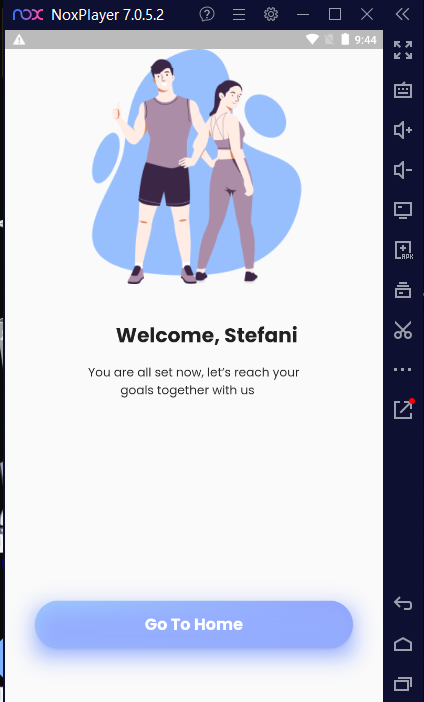 nox NoxPlayer 7.0.5.2
9:44
APK
Welcome, Stefani
You are all set now, let's reach your
goals together with us
Go To Home